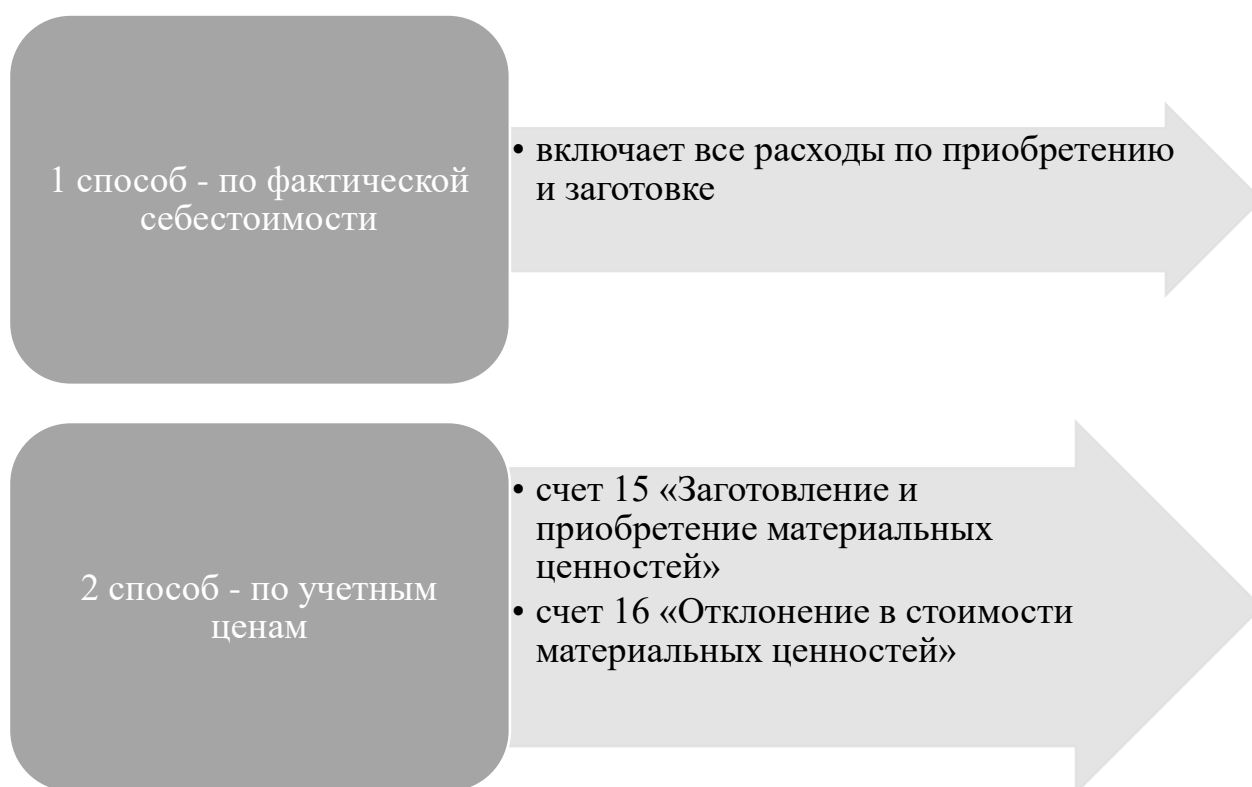 1 способ - по фактической
себестоимости
• включает все расходы по приобретению
и заготовке
2 способ - по учетным
ценам
• счет 15 «Заготовление и
приобретение материальных
ценностей»
• счет 16 «Отклонение в стоимости
материальных ценностей»